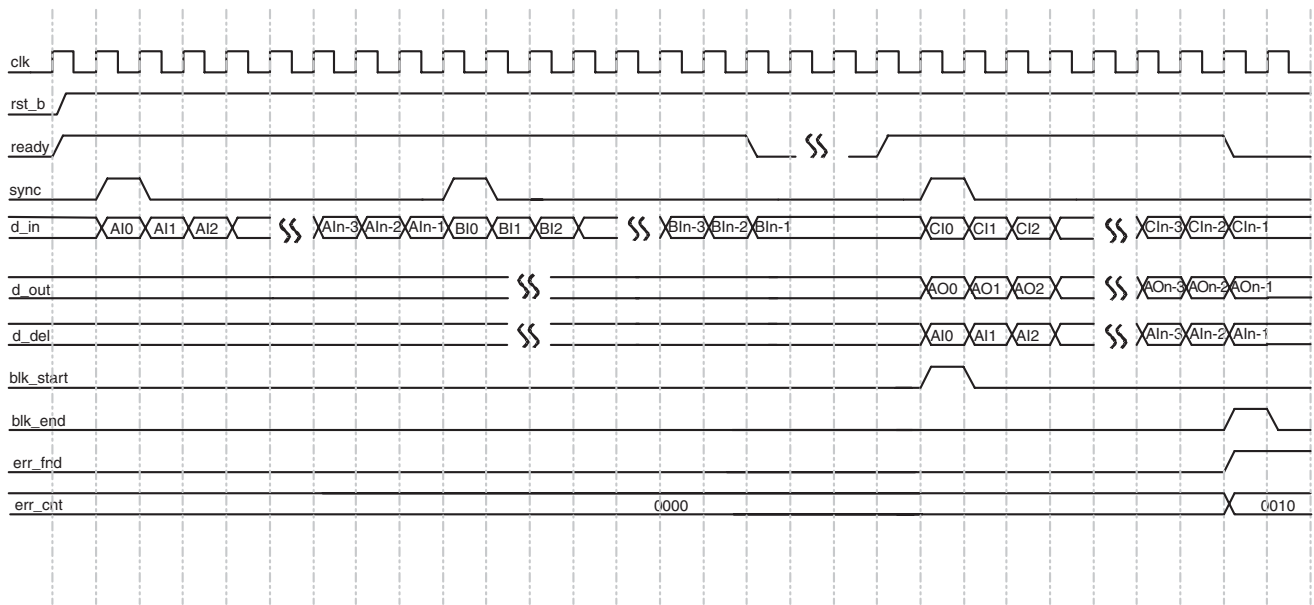 clk
rst_b
ready
sync
d_in AI0 AI1 AI2 AIn-3 AIn-2 AIn-1 BI0 BI1 BI2 BIn-3 BIn-2 BIn-1 CI0 CI1 CI2 CIn-3 CIn-2 CIn-1
d_out AO0 AO1 AO2 AOn-3 AOn-2 AOn-1
d_del AI0 AI1 AI2 AIn-3 AIn-2 AIn-1
blk_start
blk_end
err_fnd
err_cnt 0000 0010